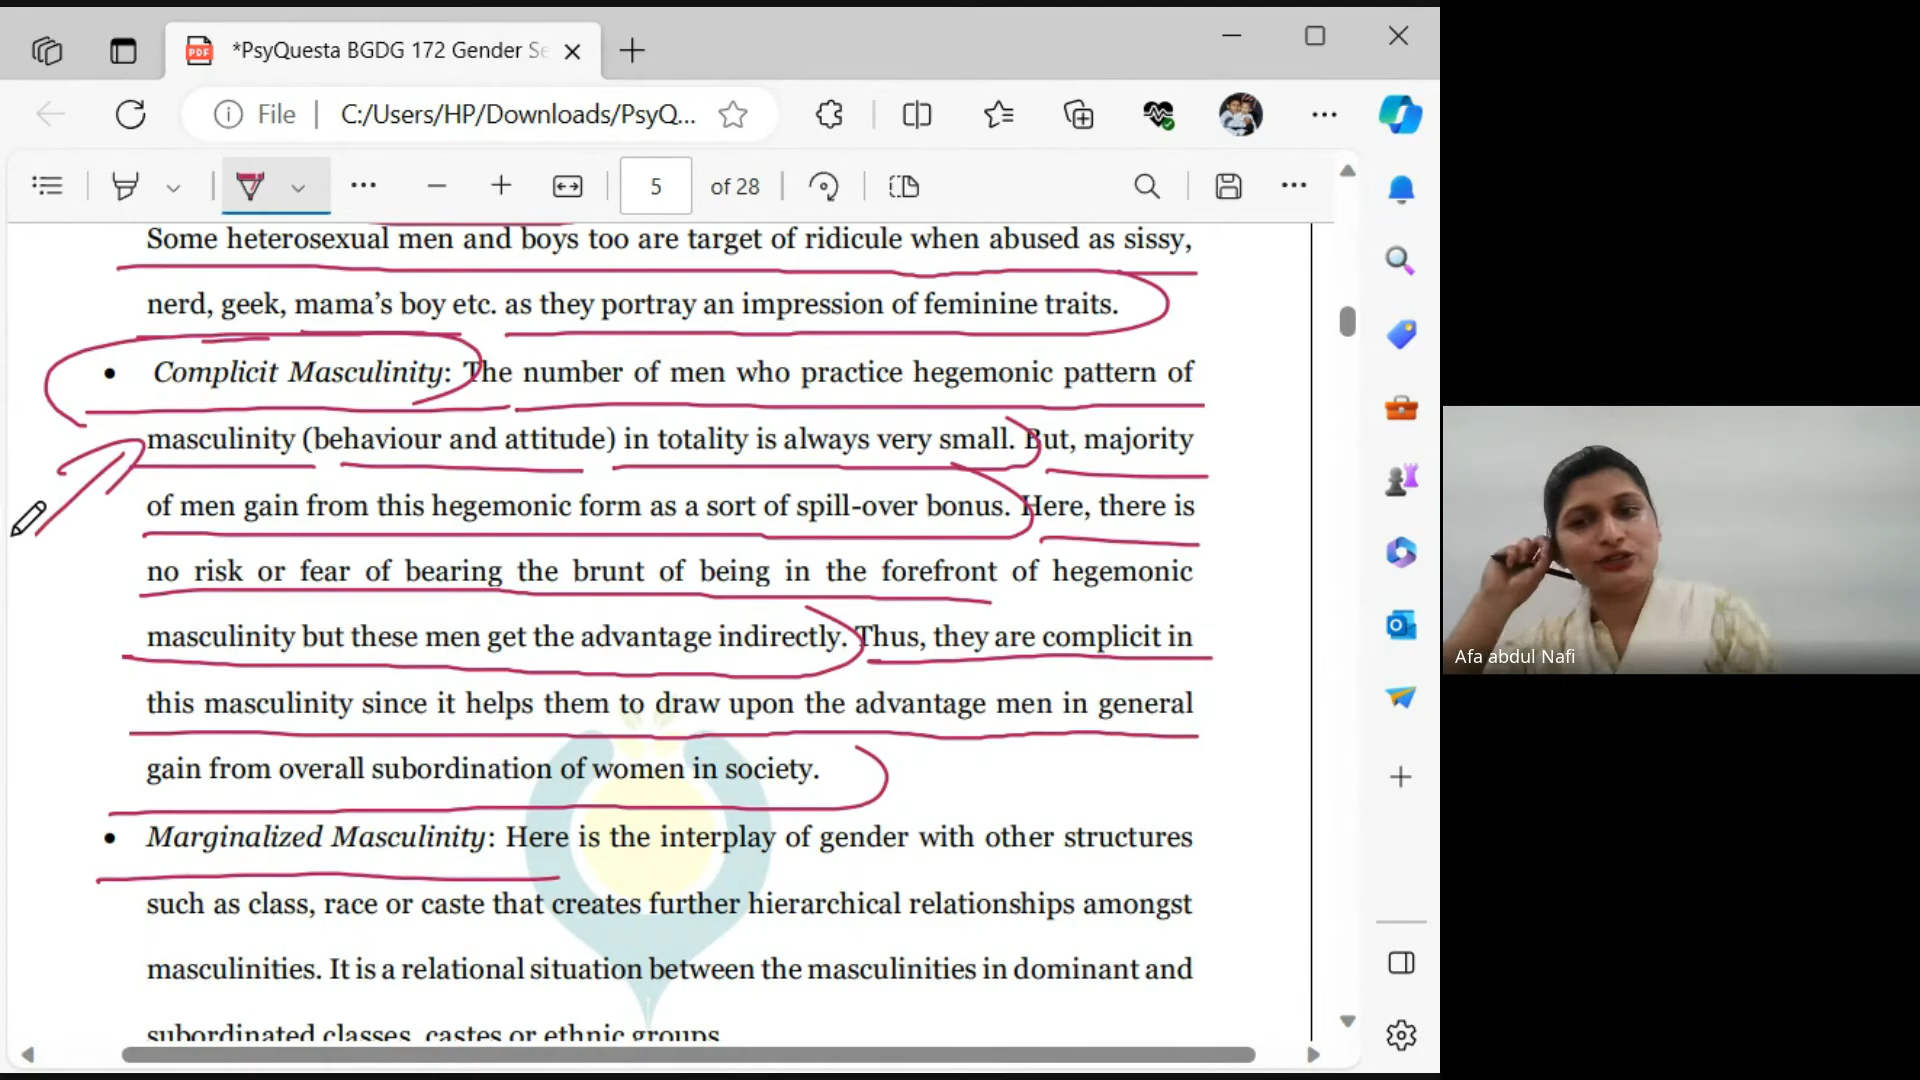 *PsyQuesta BGDG 172 Gender Se
File
C:/Users/HP/Downloads/PsyQ...
5 of 28
Some heterosexual men and boys too are target of ridicule when abused as sissy,
nerd, geek, mama's boy etc. as they portray an impression of feminine traits.
• Complicit Masculinity: The number of men who practice hegemonic pattern of
masculinity (behaviour and attitude) in totality is always very small. But, majority
of men gain from this hegemonic form as a sort of spill-over bonus. Here, there is
no risk or fear of bearing the brunt of being in the forefront of hegemonic
masculinity but these men get the advantage indirectly. Thus, they are complicit in
this masculinity since it helps them to draw upon the advantage men in general
gain from overall subordination of women in society.
• Marginalized Masculinity: Here is the interplay of gender with other structures
such as class, race or caste that creates further hierarchical relationships amongst
masculinities. It is a relational situation between the masculinities in dominant and
subordinated classes, castes or ethnic groups
Afa abdul Nafi